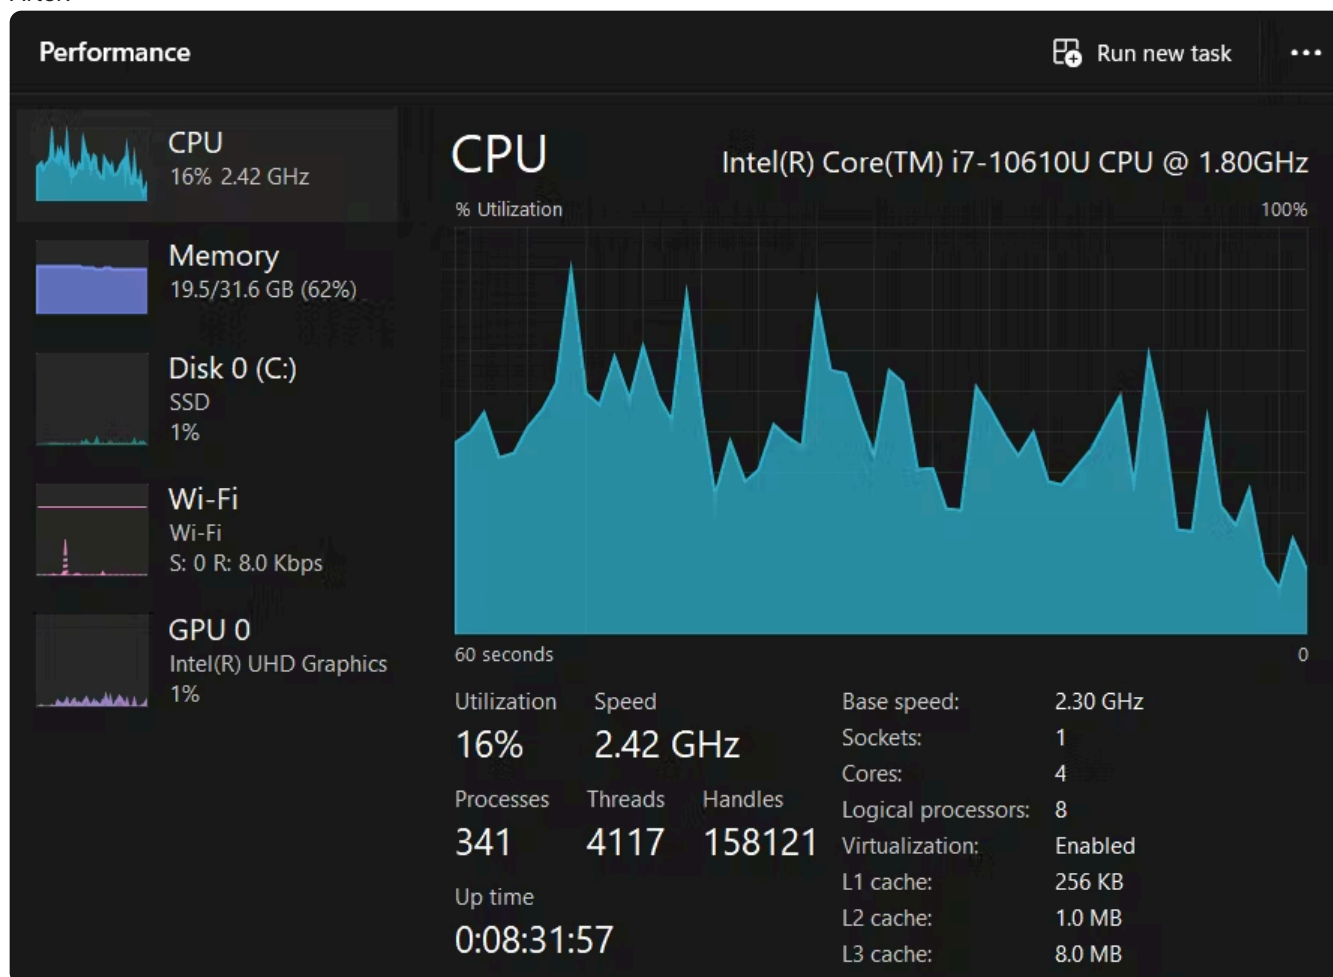 Performance
Run new task
CPU
16% 2.42 GHz
Memory
19.5/31.6 GB (62%)
Disk 0 (C:)
SSD
1%
Wi-Fi
Wi-Fi
S: 0 R: 8.0 Kbps
GPU 0
Intel(R) UHD Graphics
1%
CPU
Intel(R) Core(TM) i7-10610U CPU @ 1.80GHz
% Utilization 100%
60 seconds 0
Utilization Speed
16% 2.42 GHz
Processes Threads Handles
341 4117 158121
Up time
0:08:31:57
Base speed: 2.30 GHz
Sockets: 1
Cores: 4
Logical processors: 8
Virtualization: Enabled
L1 cache: 256 KB
L2 cache: 1.0 MB
L3 cache: 8.0 MB